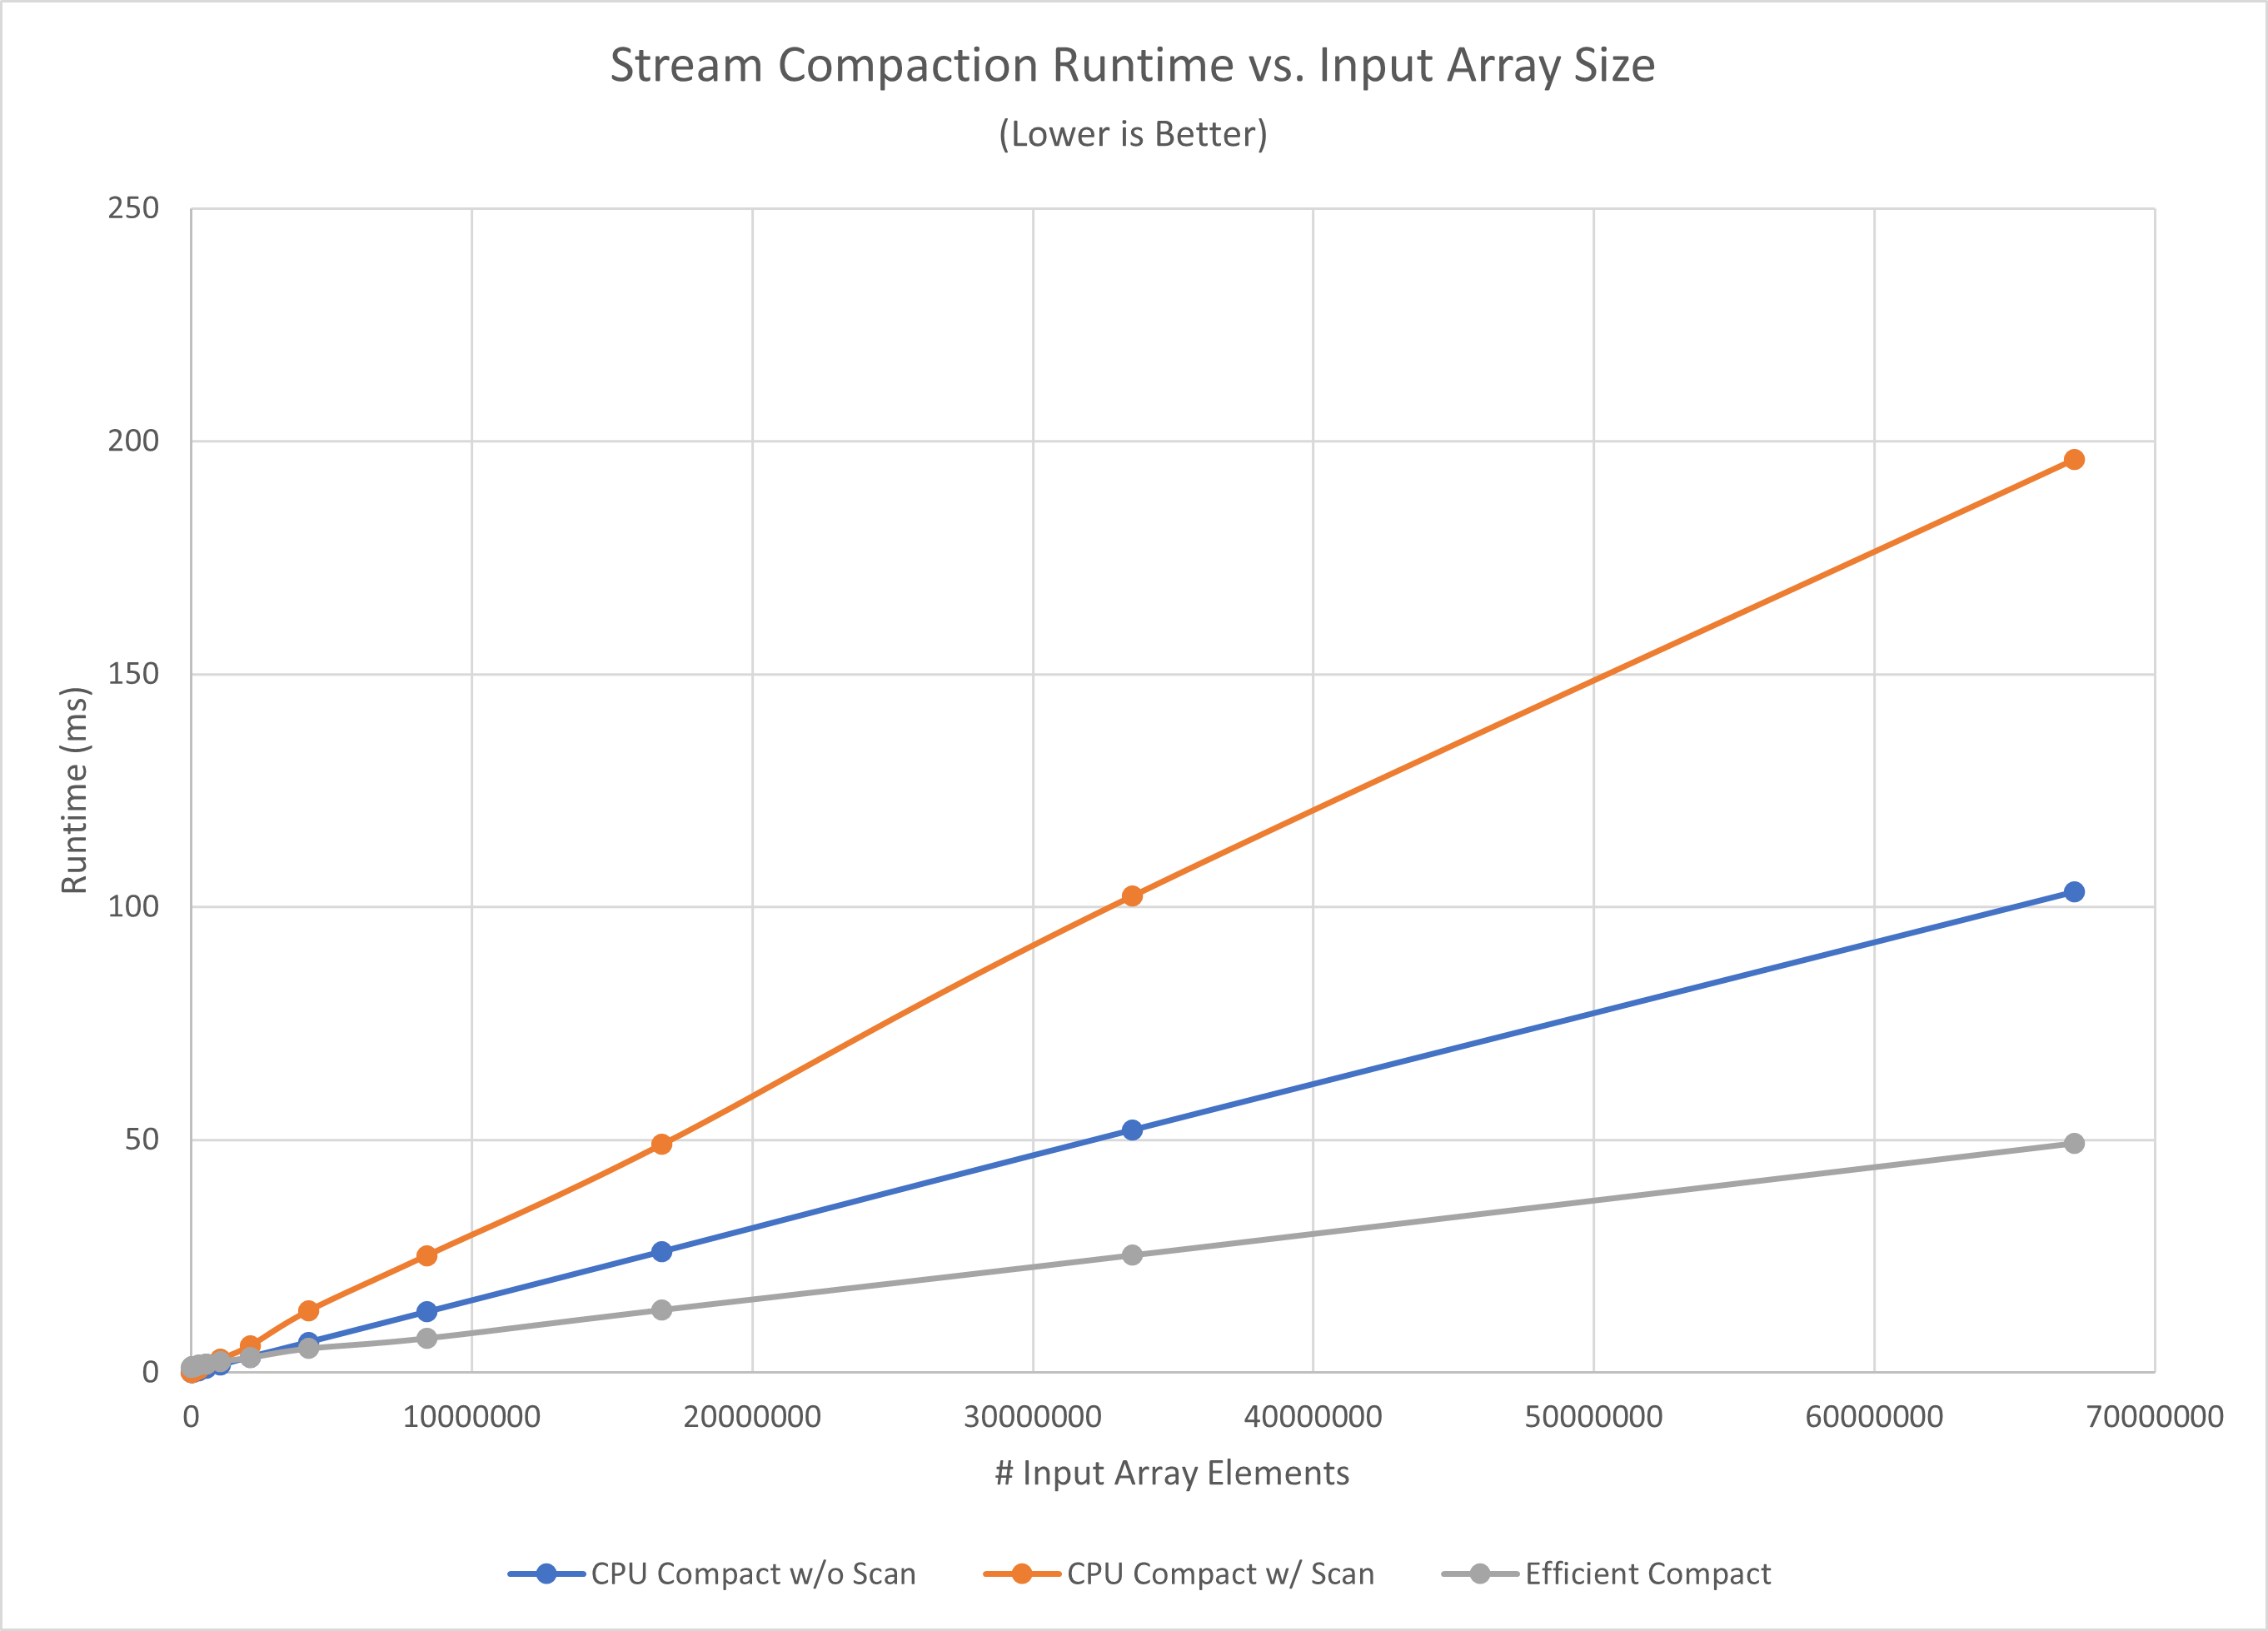 Stream Compaction Runtime vs. Input Array Size
(Lower is Better)
250
200
150
100
50
0
Runtime (ms)
0 10000000 20000000 30000000 40000000 50000000 60000000 70000000
# Input Array Elements
CPU Compact w/o Scan CPU Compact w/ Scan Efficient Compact